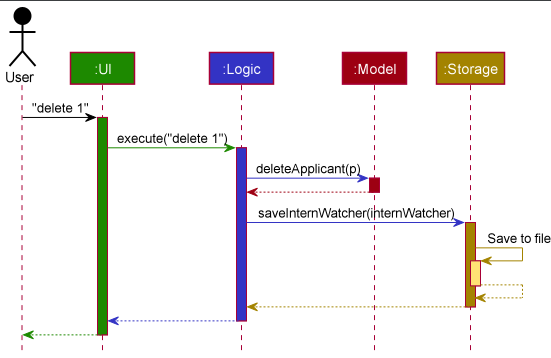 User
:UI
:Logic
:Model
:Storage
"delete 1"
execute("delete 1")
deleteApplicant(p)
saveInternWatcher(internWatcher)
Save to file